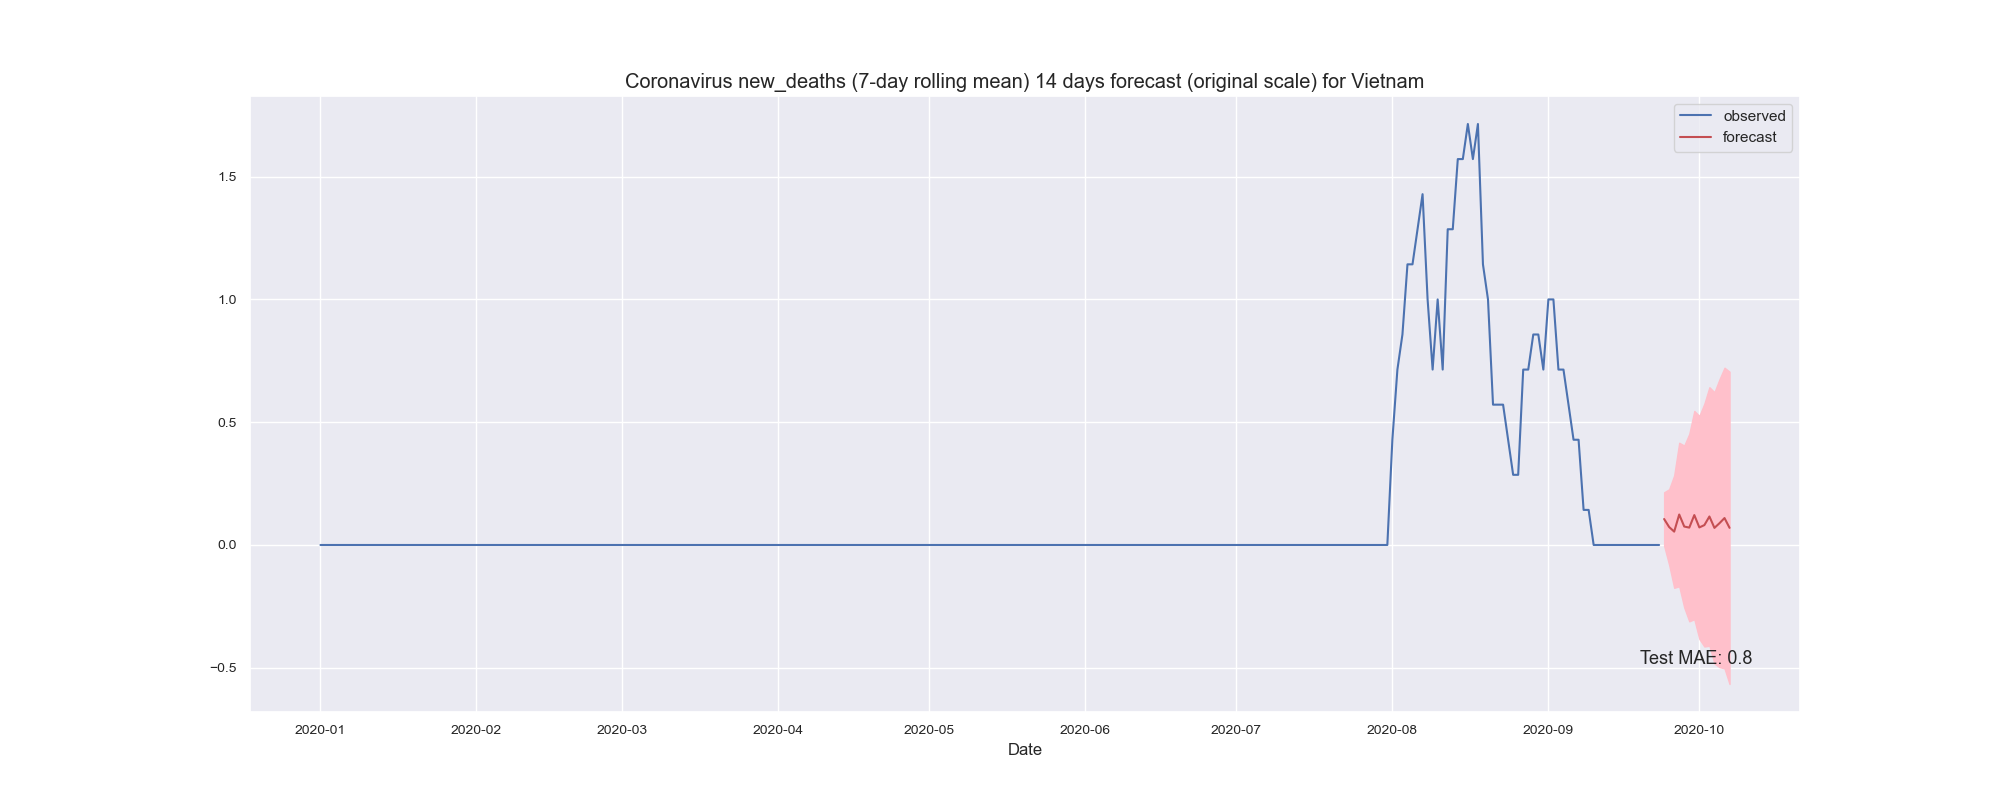 Coronavirus new_deaths (7-day rolling mean) 14 days forecast (original scale) for Vietnam
observed
forecast
1.5
1.0
0.5
0.0
−0.5
Test MAE: 0.8
2020-01 2020-02 2020-03 2020-04 2020-05 2020-06 2020-07 2020-08 2020-09 2020-10
Date